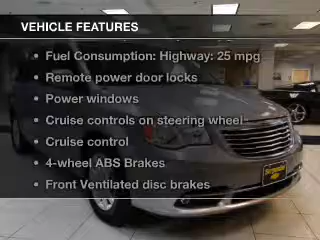 VEHICLE FEATURES
• Fuel Consumption: Highway: 25 mpg
• Remote power door locks
• Power windows
• Cruise controls on steering wheel
• Cruise control
• 4-wheel ABS Brakes
• Front Ventilated disc brakes